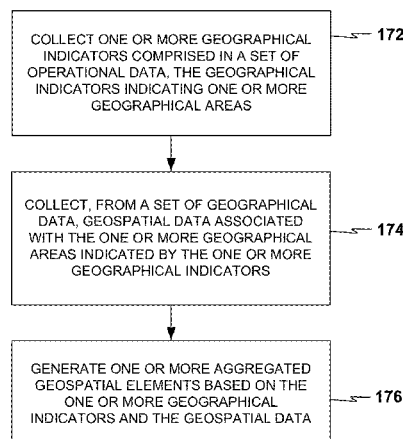 COLLECT ONE OR MORE GEOGRAPHICAL
INDICATORS COMPRISED IN A SET OF
OPERATIONAL DATA, THE GEOGRAPHICAL
INDICATORS INDICATING ONE OR MORE
GEOGRAPHICAL AREAS
172
COLLECT, FROM A SET OF GEOGRAPHICAL
DATA, GEOSPATIAL DATA ASSOCIATED
WITH THE ONE OR MORE GEOGRAPHICAL
AREAS INDICATED BY THE ONE OR MORE
GEOGRAPHICAL INDICATORS
174
GENERATE ONE OR MORE AGGREGATED
GEOSPATIAL ELEMENTS BASED ON THE
ONE OR MORE GEOGRAPHICAL
INDICATORS AND THE GEOSPATIAL DATA
176